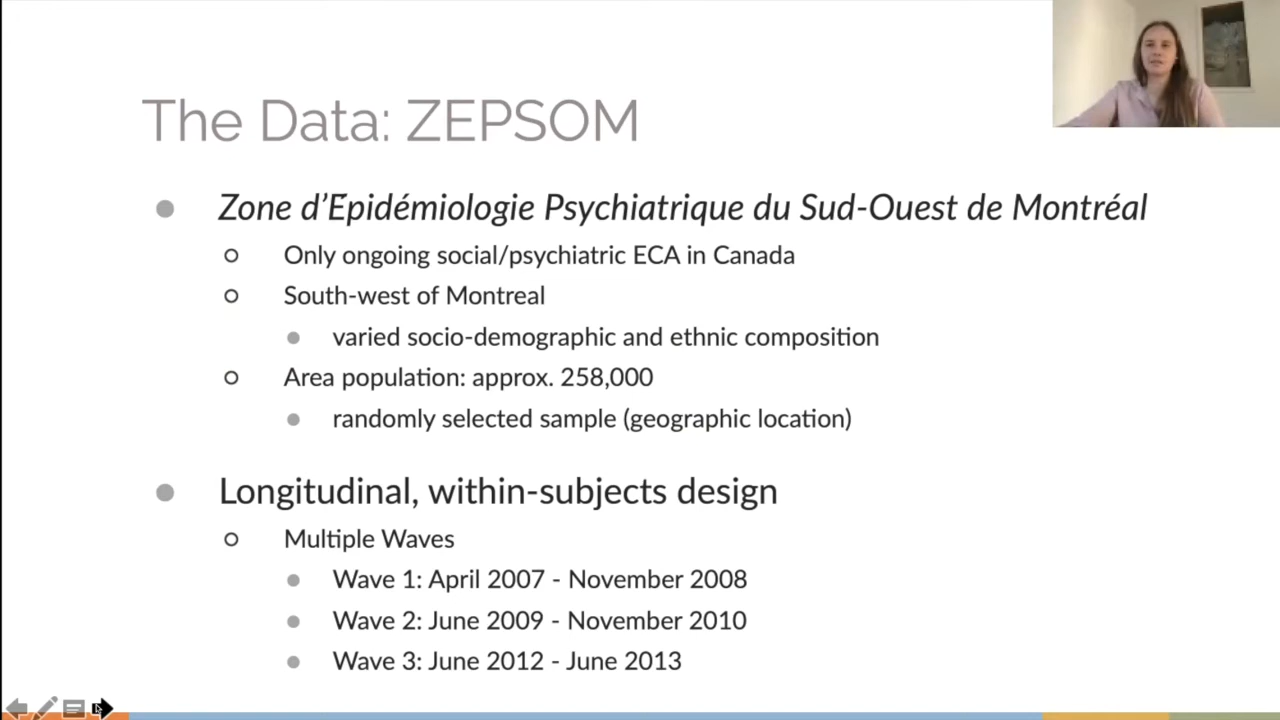 The Data: ZEPSOM
Zone d'Epidémiologie Psychiatrique du Sud-Ouest de Montréal
Only ongoing social/psychiatric ECA in Canada
South-west of Montreal
varied socio-demographic and ethnic composition
Area population: approx. 258,000
randomly selected sample (geographic location)
Longitudinal, within-subjects design
Multiple Waves
Wave 1: April 2007 - November 2008
Wave 2: June 2009 - November 2010
Wave 3: June 2012 - June 2013